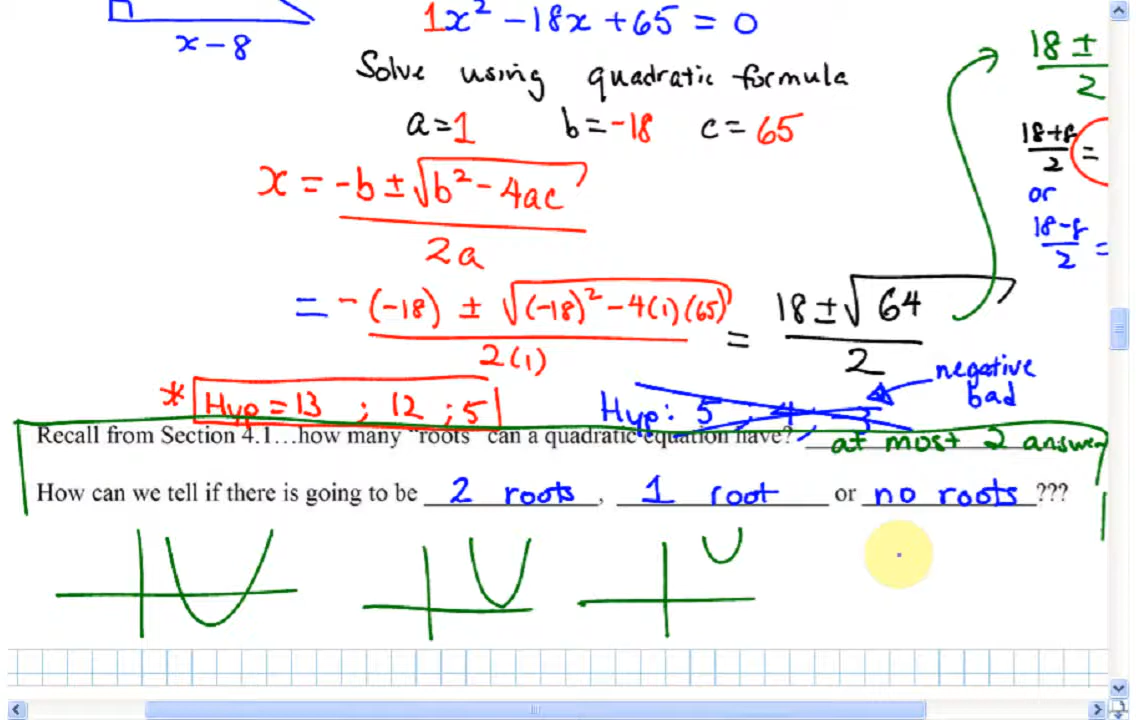 1x² - 18x + 65 = 0
x - 8
Solve using quadratic formula
a = 1 b = -18 c = 65
x = -b ± √b² - 4ac
2a
= -(-18) ± √(-18)² - 4(1)(65)
2(1)
= 18 ± √64
2
18 ±
2
18+8
2 =
or
18-8
2 =
negative
bad
* Hyp = 13 ; 12 ; 5
Hyp: 5, 4,
Recall from Section 4.1…how many "roots" can a quadratic equation have? at most 2 answer
How can we tell if there is going to be 2 roots, 1 root or no roots???